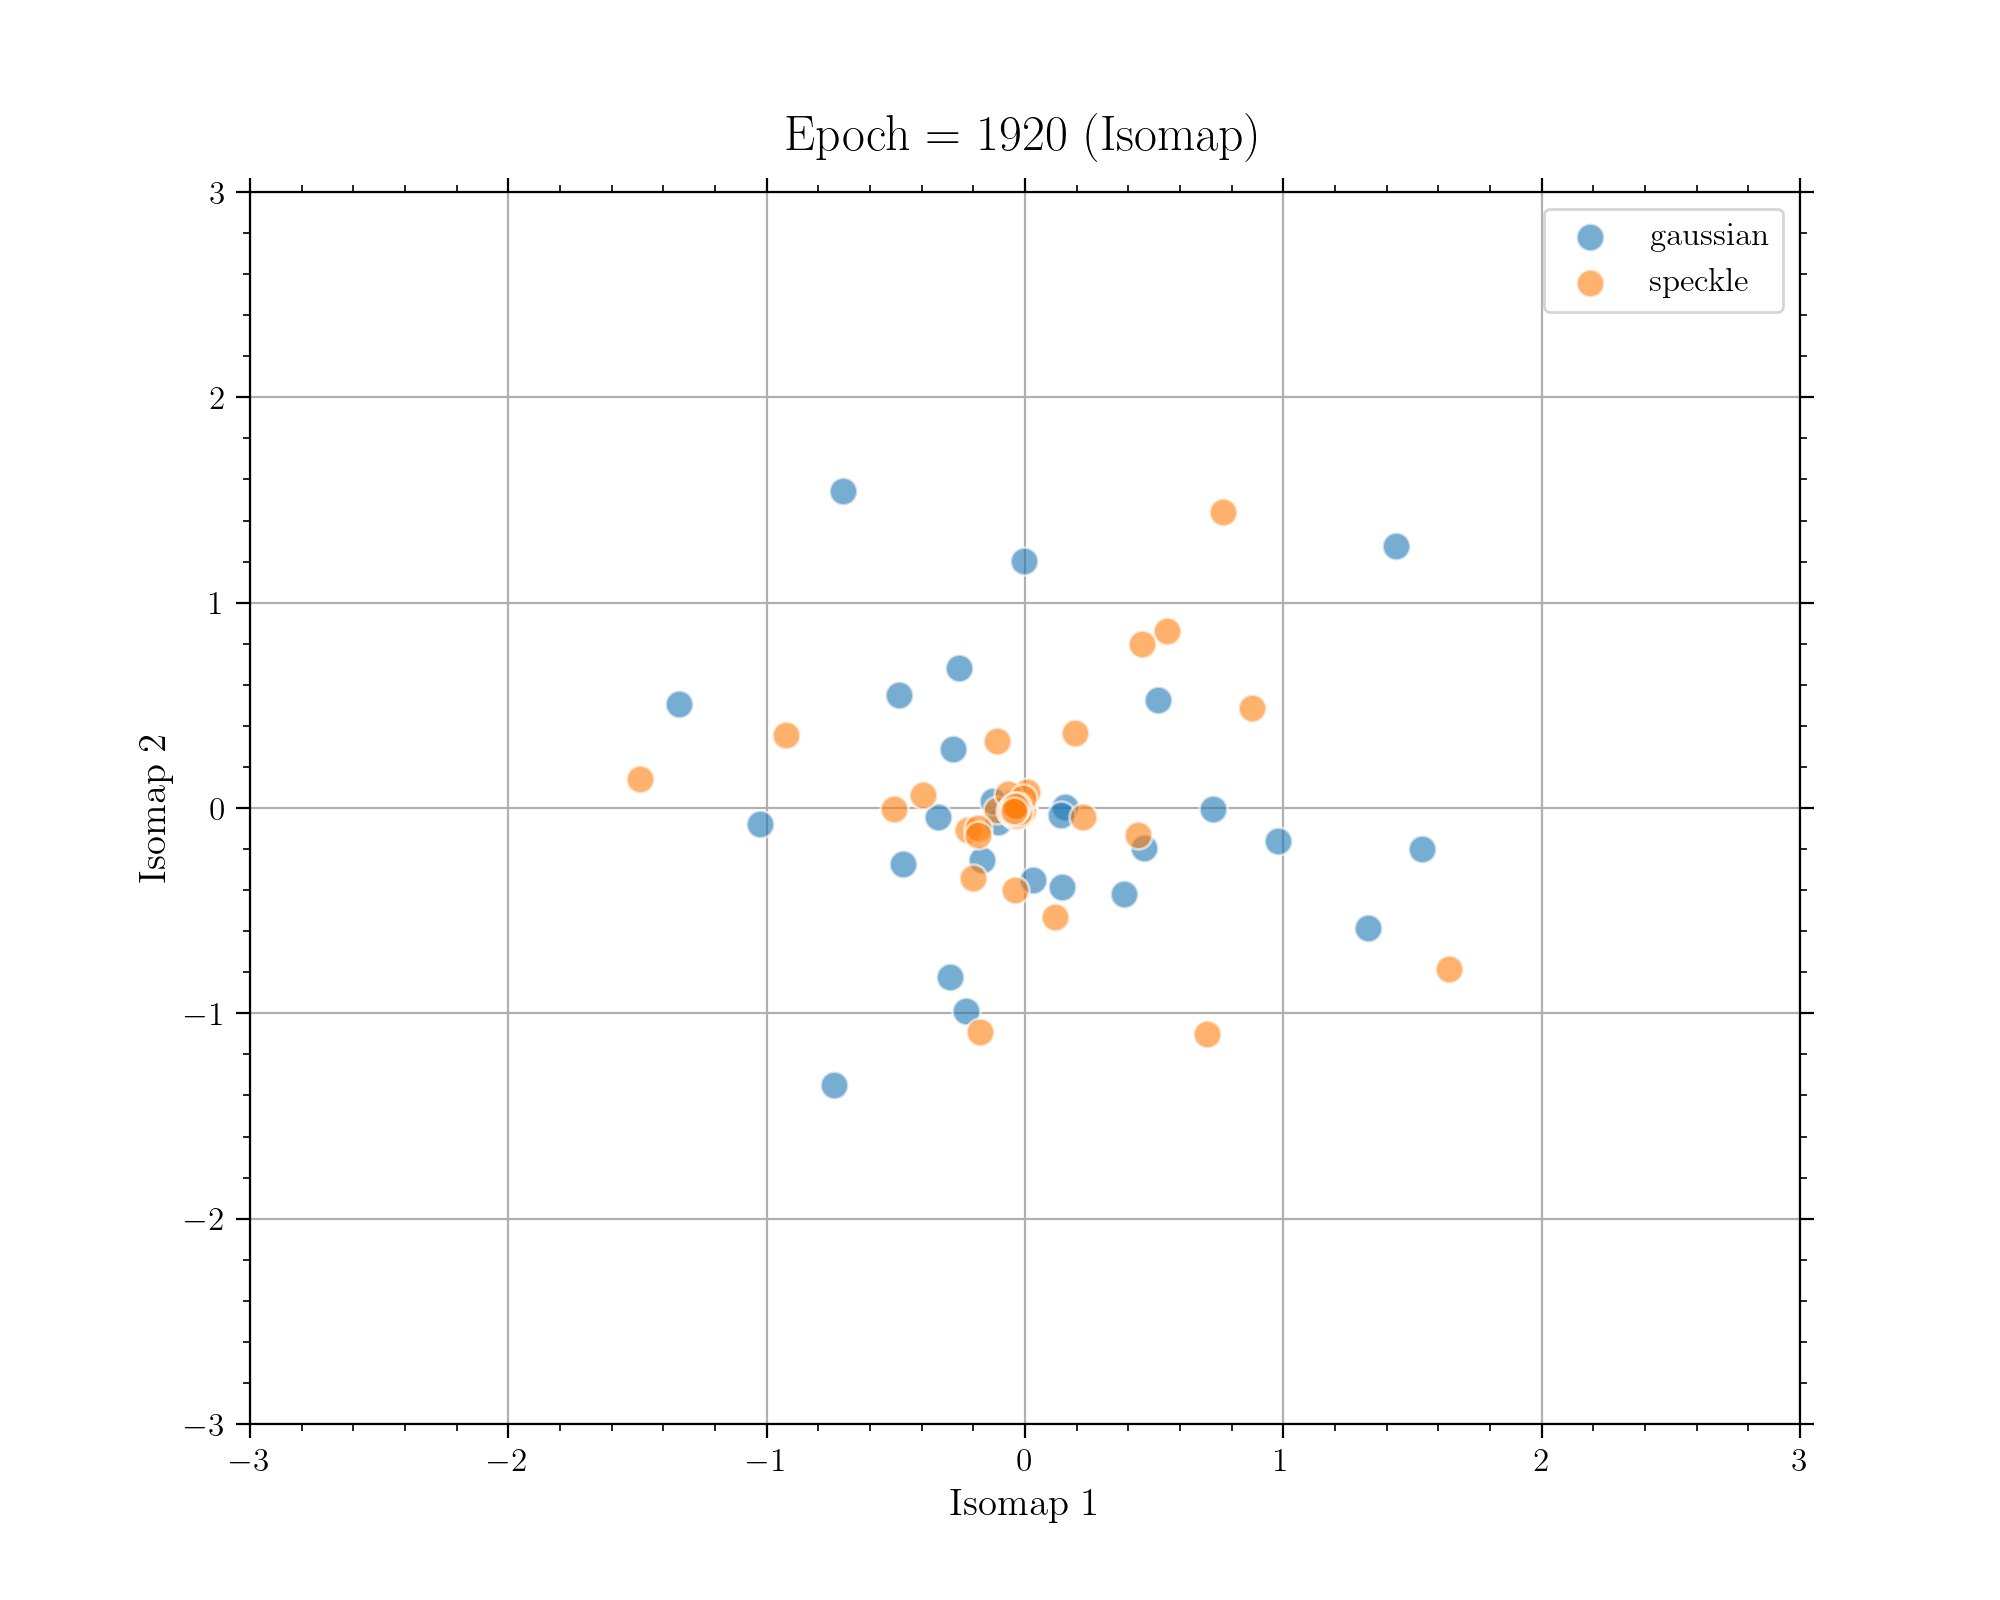 Epoch = 1920 (Isomap)
gaussian
speckle
3
2
1
0
−1
−2
−3
Isomap 2
−3
−2
−1
0
1
2
3
Isomap 1